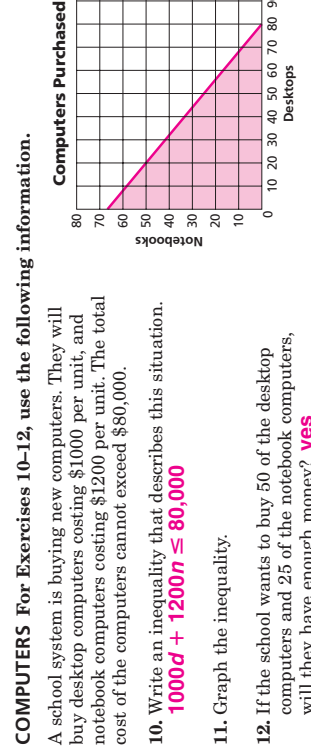 COMPUTERS For Exercises 10–12, use the following information.
A school system is buying new computers. They will
buy desktop computers costing $1000 per unit, and
notebook computers costing $1200 per unit. The total
cost of the computers cannot exceed $80,000.
10. Write an inequality that describes this situation.
1000d + 1200n ≤ 80,000
11. Graph the inequality.
12. If the school wants to buy 50 of the desktop
computers and 25 of the notebook computers,
will they have enough money? yes
Computers Purchased
Notebooks
80
70
60
50
40
30
20
10
0 10 20 30 40 50 60 70 80 9
Desktops